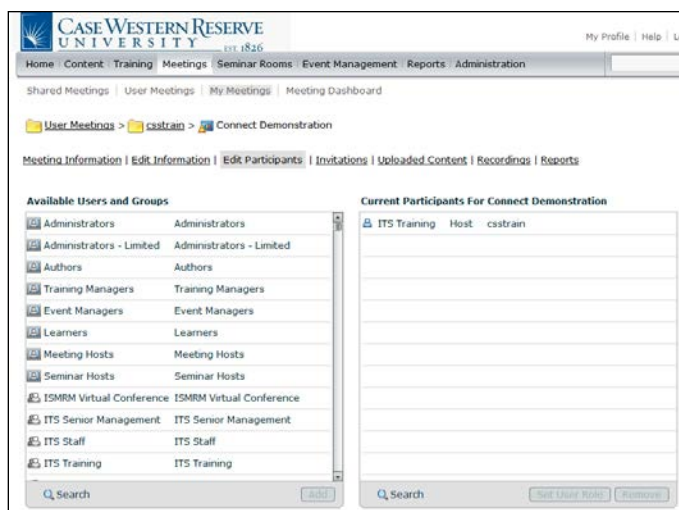 CASE WESTERN RESERVE
UNIVERSITY EST. 1826
My Profile | Help |
Home Content Training Meetings Seminar Rooms Event Management Reports Administration
Shared Meetings | User Meetings | My Meetings | Meeting Dashboard
User Meetings > csstrain > Connect Demonstration
Meeting Information | Edit Information | Edit Participants | Invitations | Uploaded Content | Recordings | Reports
Available Users and Groups
Administrators Administrators
Administrators - Limited Administrators - Limited
Authors Authors
Training Managers Training Managers
Event Managers Event Managers
Learners Learners
Meeting Hosts Meeting Hosts
Seminar Hosts Seminar Hosts
ISMRM Virtual Conference ISMRM Virtual Conference
ITS Senior Management ITS Senior Management
ITS Staff ITS Staff
ITS Training ITS Training
Search Add
Current Participants For Connect Demonstration
ITS Training Host csstrain
Search Set User Role Remove